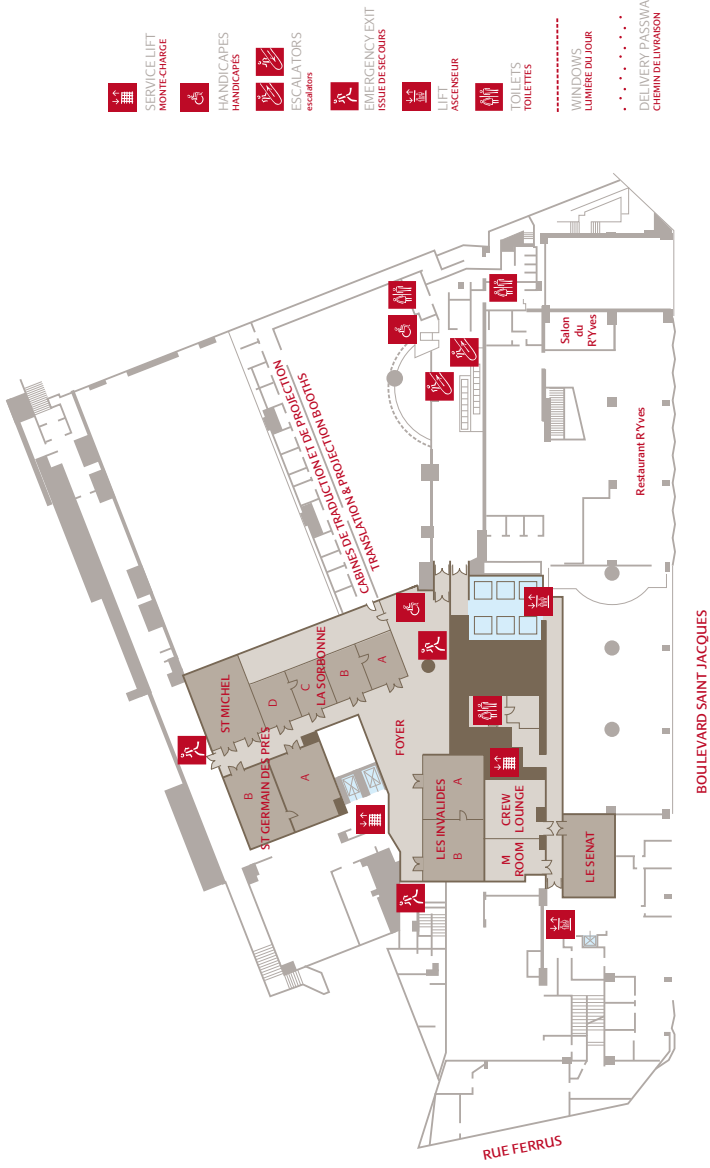 SERVICE LIFT
MONTE-CHARGE
HANDICAPES
HANDICAPÉS
ESCALATORS
escalators
EMERGENCY EXIT
ISSUE DE SECOURS
LIFT
ASCENSEUR
TOILETS
TOILETTES
WINDOWS
LUMIÈRE DU JOUR
DELIVERY PASSWA
CHEMIN DE LIVRAISON
CABINES DE TRADUCTION ET DE PROJECTION
TRANSLATION & PROJECTION BOOTHS
Salon
du
R'Yves
Restaurant R'Yves
ST MICHEL
LA SORBONNE
D
C
B
A
ST GERMAIN DES PRES
B
A
FOYER
LES INVALIDES
B
A
M
ROOM
CREW
LOUNGE
LE SENAT
BOULEVARD SAINT JACQUES
RUE FERRUS